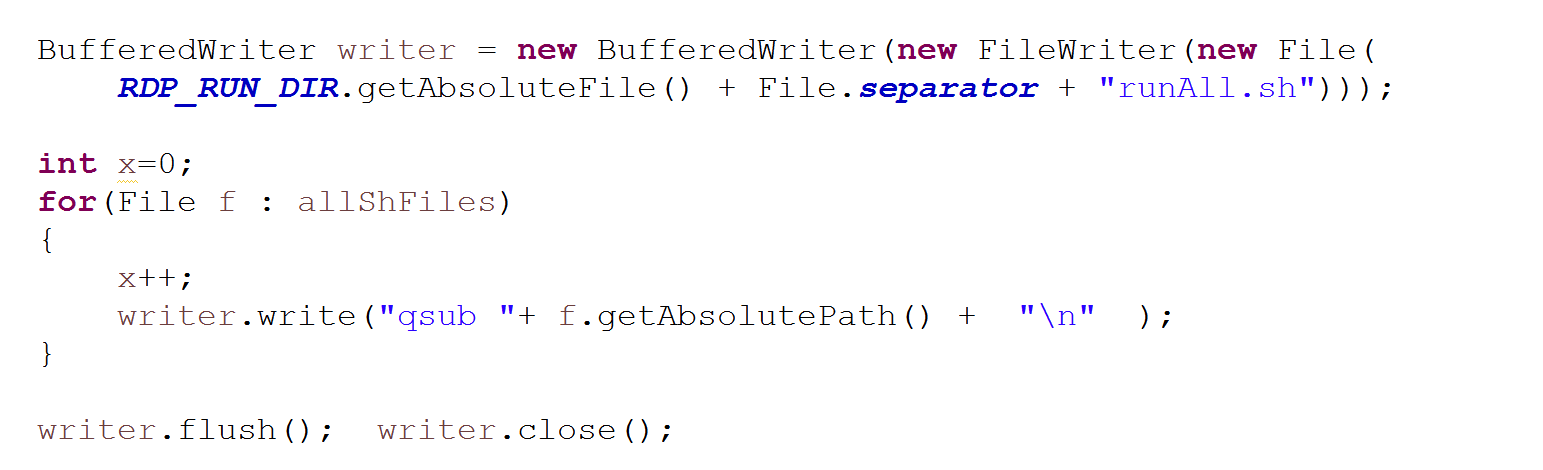 BufferedWriter writer = new BufferedWriter(new FileWriter(new File(
    RDP_RUN_DIR.getAbsoluteFile() + File.separator + "runAll.sh")));
int x=0;
for(File f : allShFiles)
{
    x++;
    writer.write("qsub "+ f.getAbsolutePath() +  "\n"  );
}
writer.flush();  writer.close();